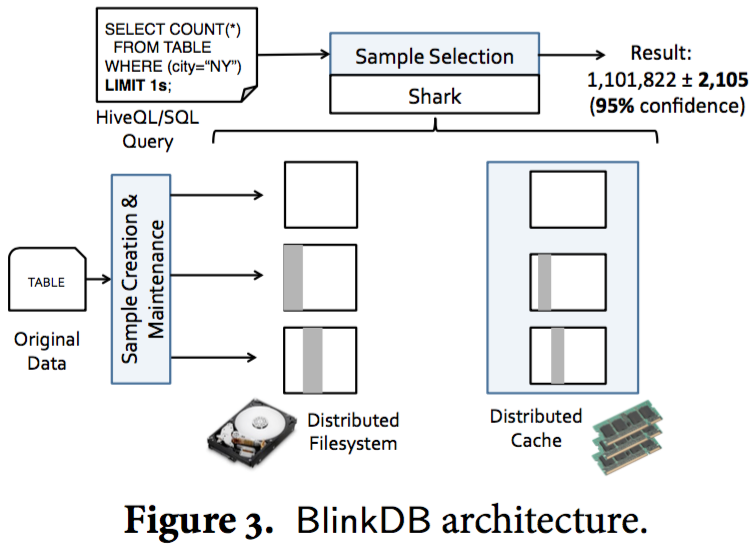 SELECT COUNT(*)
FROM TABLE
WHERE (city=“NY”)
LIMIT 1s;
HiveQL/SQL
Query
Sample Selection
Shark
Result:
1,101,822 ± 2,105
(95% confidence)
TABLE
Original
Data
Sample Creation &
Maintenance
Distributed
Filesystem
Distributed
Cache
Figure 3. BlinkDB architecture.